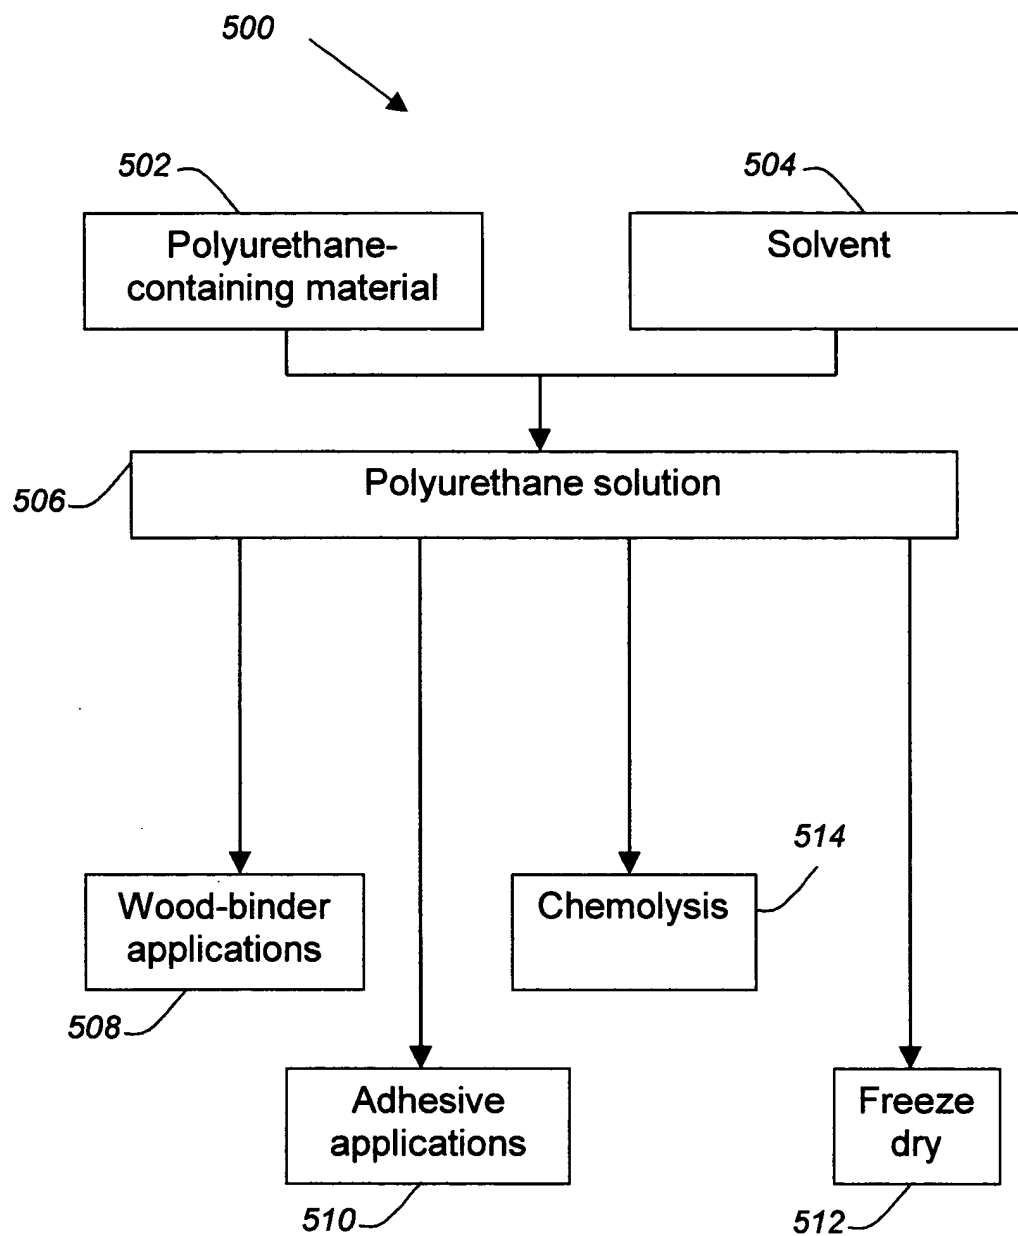 500
502
504
Polyurethane-
containing material
Solvent
506
Polyurethane solution
514
Wood-binder
applications
Chemolysis
508
Adhesive
applications
Freeze
dry
510
512